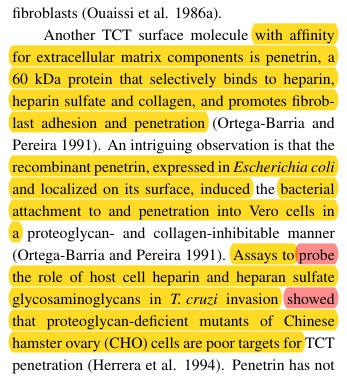 fibroblasts (Ouaissi et al. 1986a).
Another TCT surface molecule with affinity
for extracellular matrix components is penetrin, a
60 kDa protein that selectively binds to heparin,
heparin sulfate and collagen, and promotes fibrob-
last adhesion and penetration (Ortega-Barria and
Pereira 1991). An intriguing observation is that the
recombinant penetrin, expressed in Escherichia coli
and localized on its surface, induced the bacterial
attachment to and penetration into Vero cells in
a proteoglycan- and collagen-inhibitable manner
(Ortega-Barria and Pereira 1991). Assays to probe
the role of host cell heparin and heparan sulfate
glycosaminoglycans in T. cruzi invasion showed
that proteoglycan-deficient mutants of Chinese
hamster ovary (CHO) cells are poor targets for TCT
penetration (Herrera et al. 1994). Penetrin has not